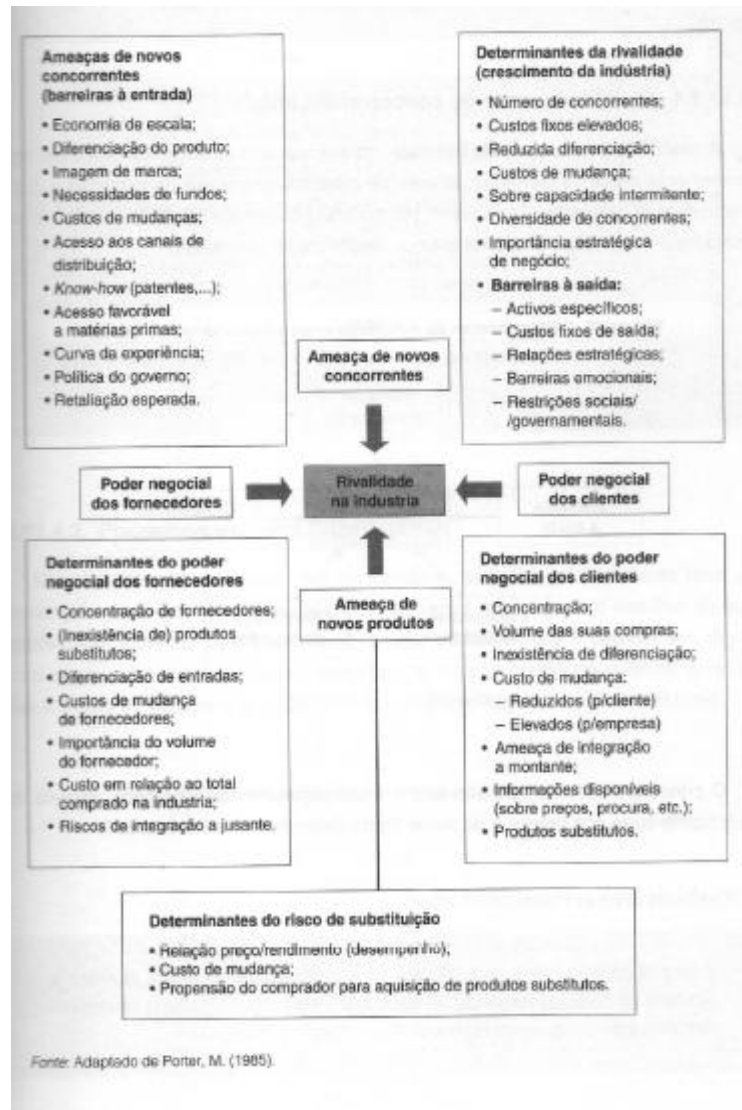 Ameaças de novos
concorrentes
(barreiras à entrada)
• Economia de escala;
• Diferenciação do produto;
• Imagem de marca;
• Necessidades de fundos;
• Custos de mudanças;
• Acesso aos canais de
distribuição;
• Know-how (patentes,...);
• Acesso favorável
a matérias primas;
• Curva da experiência;
• Política do governo;
• Retaliação esperada.
Determinantes da rivalidade
(crescimento da indústria)
• Número de concorrentes;
• Custos fixos elevados;
• Reduzida diferenciação;
• Custos de mudança;
• Sobre capacidade intermitente;
• Diversidade de concorrentes;
• Importância estratégica
de negócio;
• Barreiras à saída:
– Activos específicos;
– Custos fixos de saída;
– Relações estratégicas;
– Barreiras emocionais;
– Restrições sociais/
/governamentais.
Ameaça de novos
concorrentes
Poder negocial
dos fornecedores
Rivalidade
na industria
Poder negocial
dos clientes
Determinantes do poder
negocial dos fornecedores
• Concentração de fornecedores;
• (Inexistência de) produtos
substitutos;
• Diferenciação de entradas;
• Custos de mudança
de fornecedores;
• Importância do volume
do fornecedor;
• Custo em relação ao total
comprado na industria;
• Riscos de integração a jusante.
Ameaça de
novos produtos
Determinantes do poder
negocial dos clientes
• Concentração;
• Volume das suas compras;
• Inexistência de diferenciação;
• Custo de mudança:
– Reduzidos (p/cliente)
– Elevados (p/empresa)
• Ameaça de integração
a montante;
• Informações disponíveis
(sobre preços, procura, etc.);
• Produtos substitutos.
Determinantes do risco de substituição
• Relação preço/rendimento (desempenho);
• Custo de mudança;
• Propensão do comprador para aquisição de produtos substitutos.
Fonte: Adaptado de Porter, M. (1985).